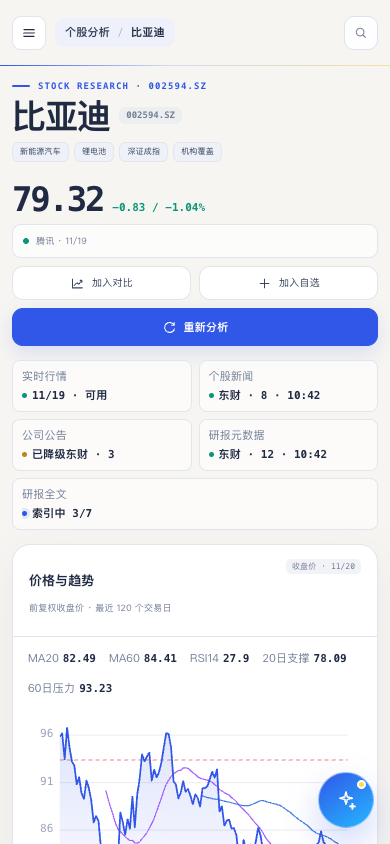 个股分析 / 比亚迪
STOCK RESEARCH · 002594.SZ
比亚迪 002594.SZ
新能源汽车 锂电池 深证成指 机构覆盖
79.32 −0.83 / −1.04%
腾讯 · 11/19
加入对比 加入自选
重新分析
实时行情 个股新闻
11/19 · 可用 东财 · 8 · 10:42
公司公告 研报元数据
已降级东财 · 3 东财 · 12 · 10:42
研报全文
索引中 3/7
收盘价 · 11/20
价格与趋势
前复权收盘价 · 最近 120 个交易日
MA20 82.49 MA60 84.41 RSI14 27.9 20日支撑 78.09
60日压力 93.23
96
91
86